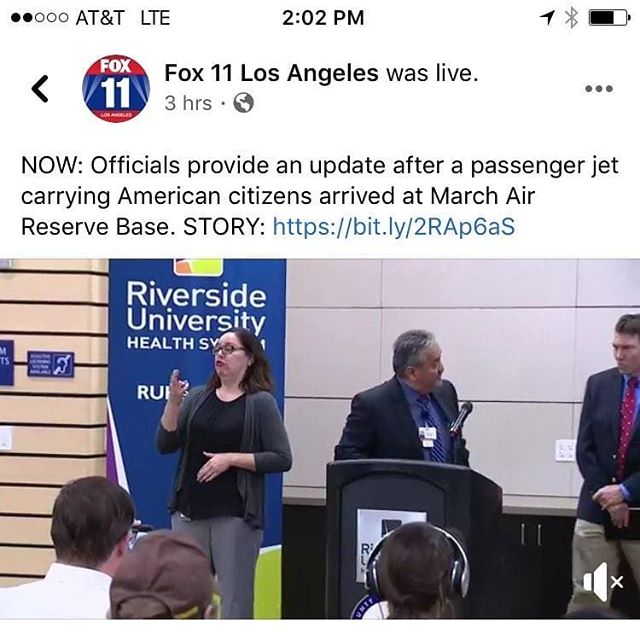 AT&T LTE 2:02 PM
Fox 11 Los Angeles was live.
FOX
11
LOS ANGELES
3 hrs ·
NOW: Officials provide an update after a passenger jet
carrying American citizens arrived at March Air
Reserve Base. STORY: https://bit.ly/2RAp6aS
Riverside
University
HEALTH SY
RU